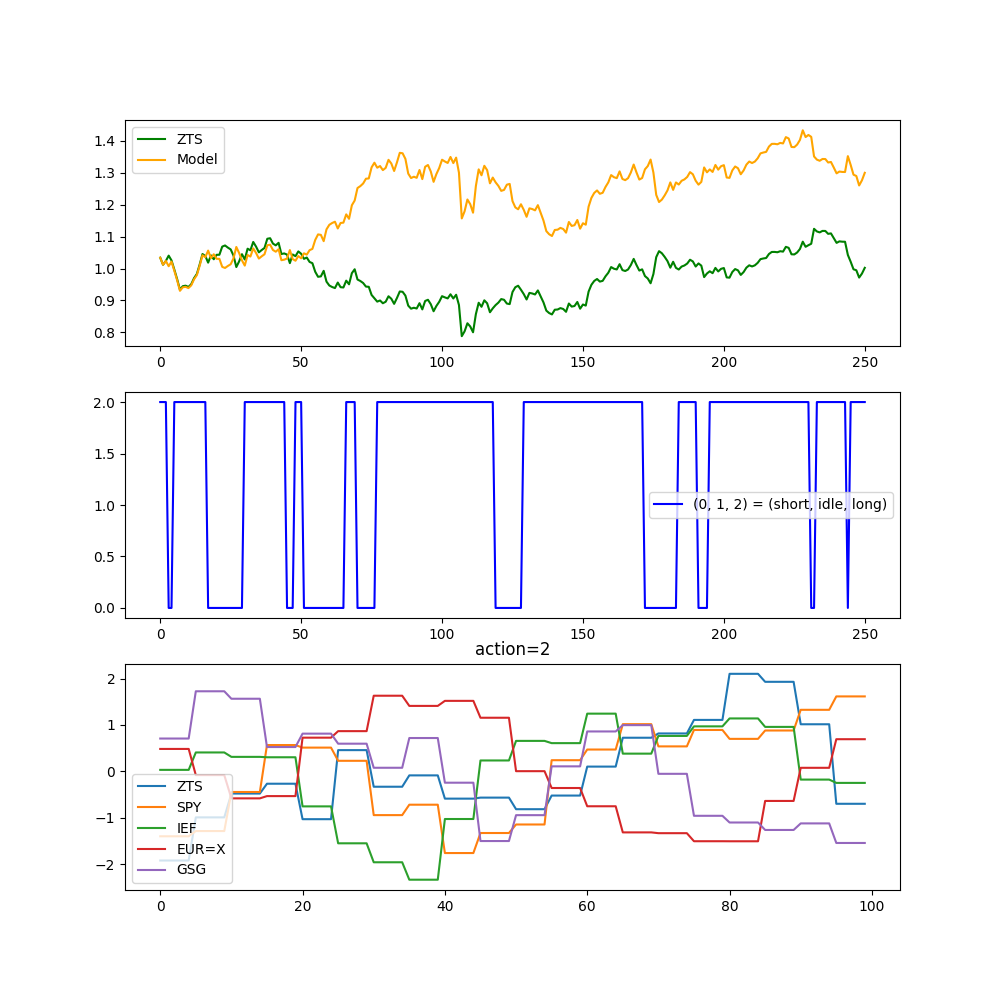 ZTS
Model
1.4
1.3
1.2
1.1
1.0
0.9
0.8
0 50 100 150 200 250
2.0
1.5
1.0
0.5
0.0
(0, 1, 2) = (short, idle, long)
0 50 100 150 200 250
action=2
2
1
0
−1
−2
ZTS
SPY
IEF
EUR=X
GSG
0 20 40 60 80 100